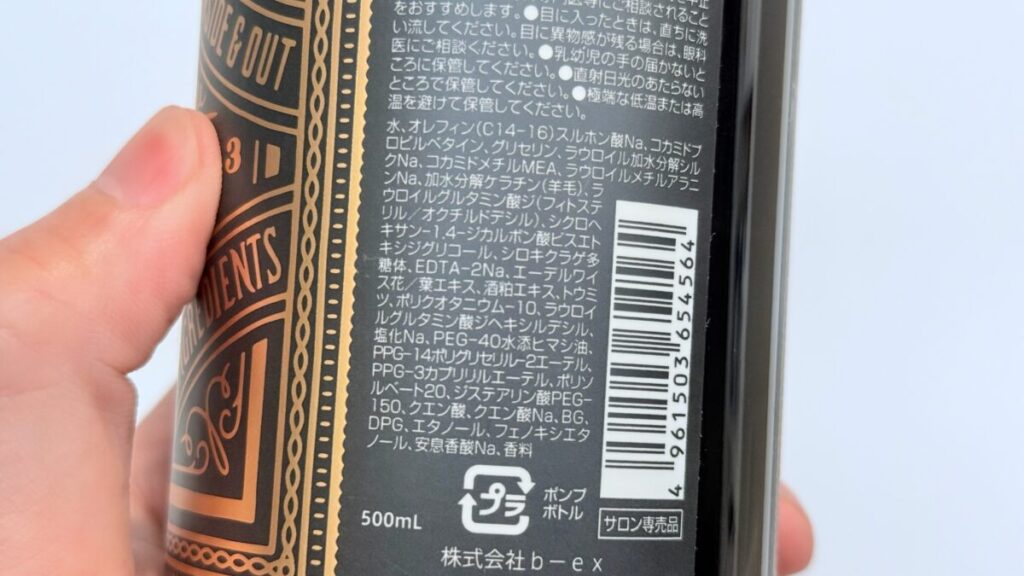 & OUT
3
INGREDIENTS
をおすすめします。●目に入ったときは、直ちに洗
い流してください。目に異物感が残る場合は、眼科
医にご相談ください。●乳幼児の手の届かないと
ころに保管してください。●直射日光のあたらない
ところで保管してください。●極端な低温または高
温を避けて保管してください。
水、オレフィン(C14-16)スルホン酸Na、コカミドプ
ロピルベタイン、グリセリン、ラウロイル加水分解シル
クNa、コカミドメチルMEA、ラウロイルメチルアラニ
ンNa、加水分解ケラチン(羊毛)、ラ
ウロイルグルタミン酸ジ(フィトステ
リル/オクチルドデシル)、シクロヘ
キサン-1,4-ジカルボン酸ビスエト
キシジグリコール、シロキクラゲ多
糖体、EDTA-2Na、エーデルワイ
ス花/葉エキス、酒粕エキス、トウミ
ツ、ポリクオタニウム-10、ラウロイ
ルグルタミン酸ジヘキシルデシル、
塩化Na、PEG-40水添ヒマシ油、
PPG-14ポリグリセリル-2エーテル、
PPG-3カプリリルエーテル、ポリソ
ルベート20、ジステアリン酸PEG-
150、クエン酸、クエン酸Na、BG、
DPG、エタノール、フェノキシエタ
ノール、安息香酸Na、香料
4 961503 654564
500mL
プラ
ポンプ
ボトル
サロン専売品
株式会社b-ex